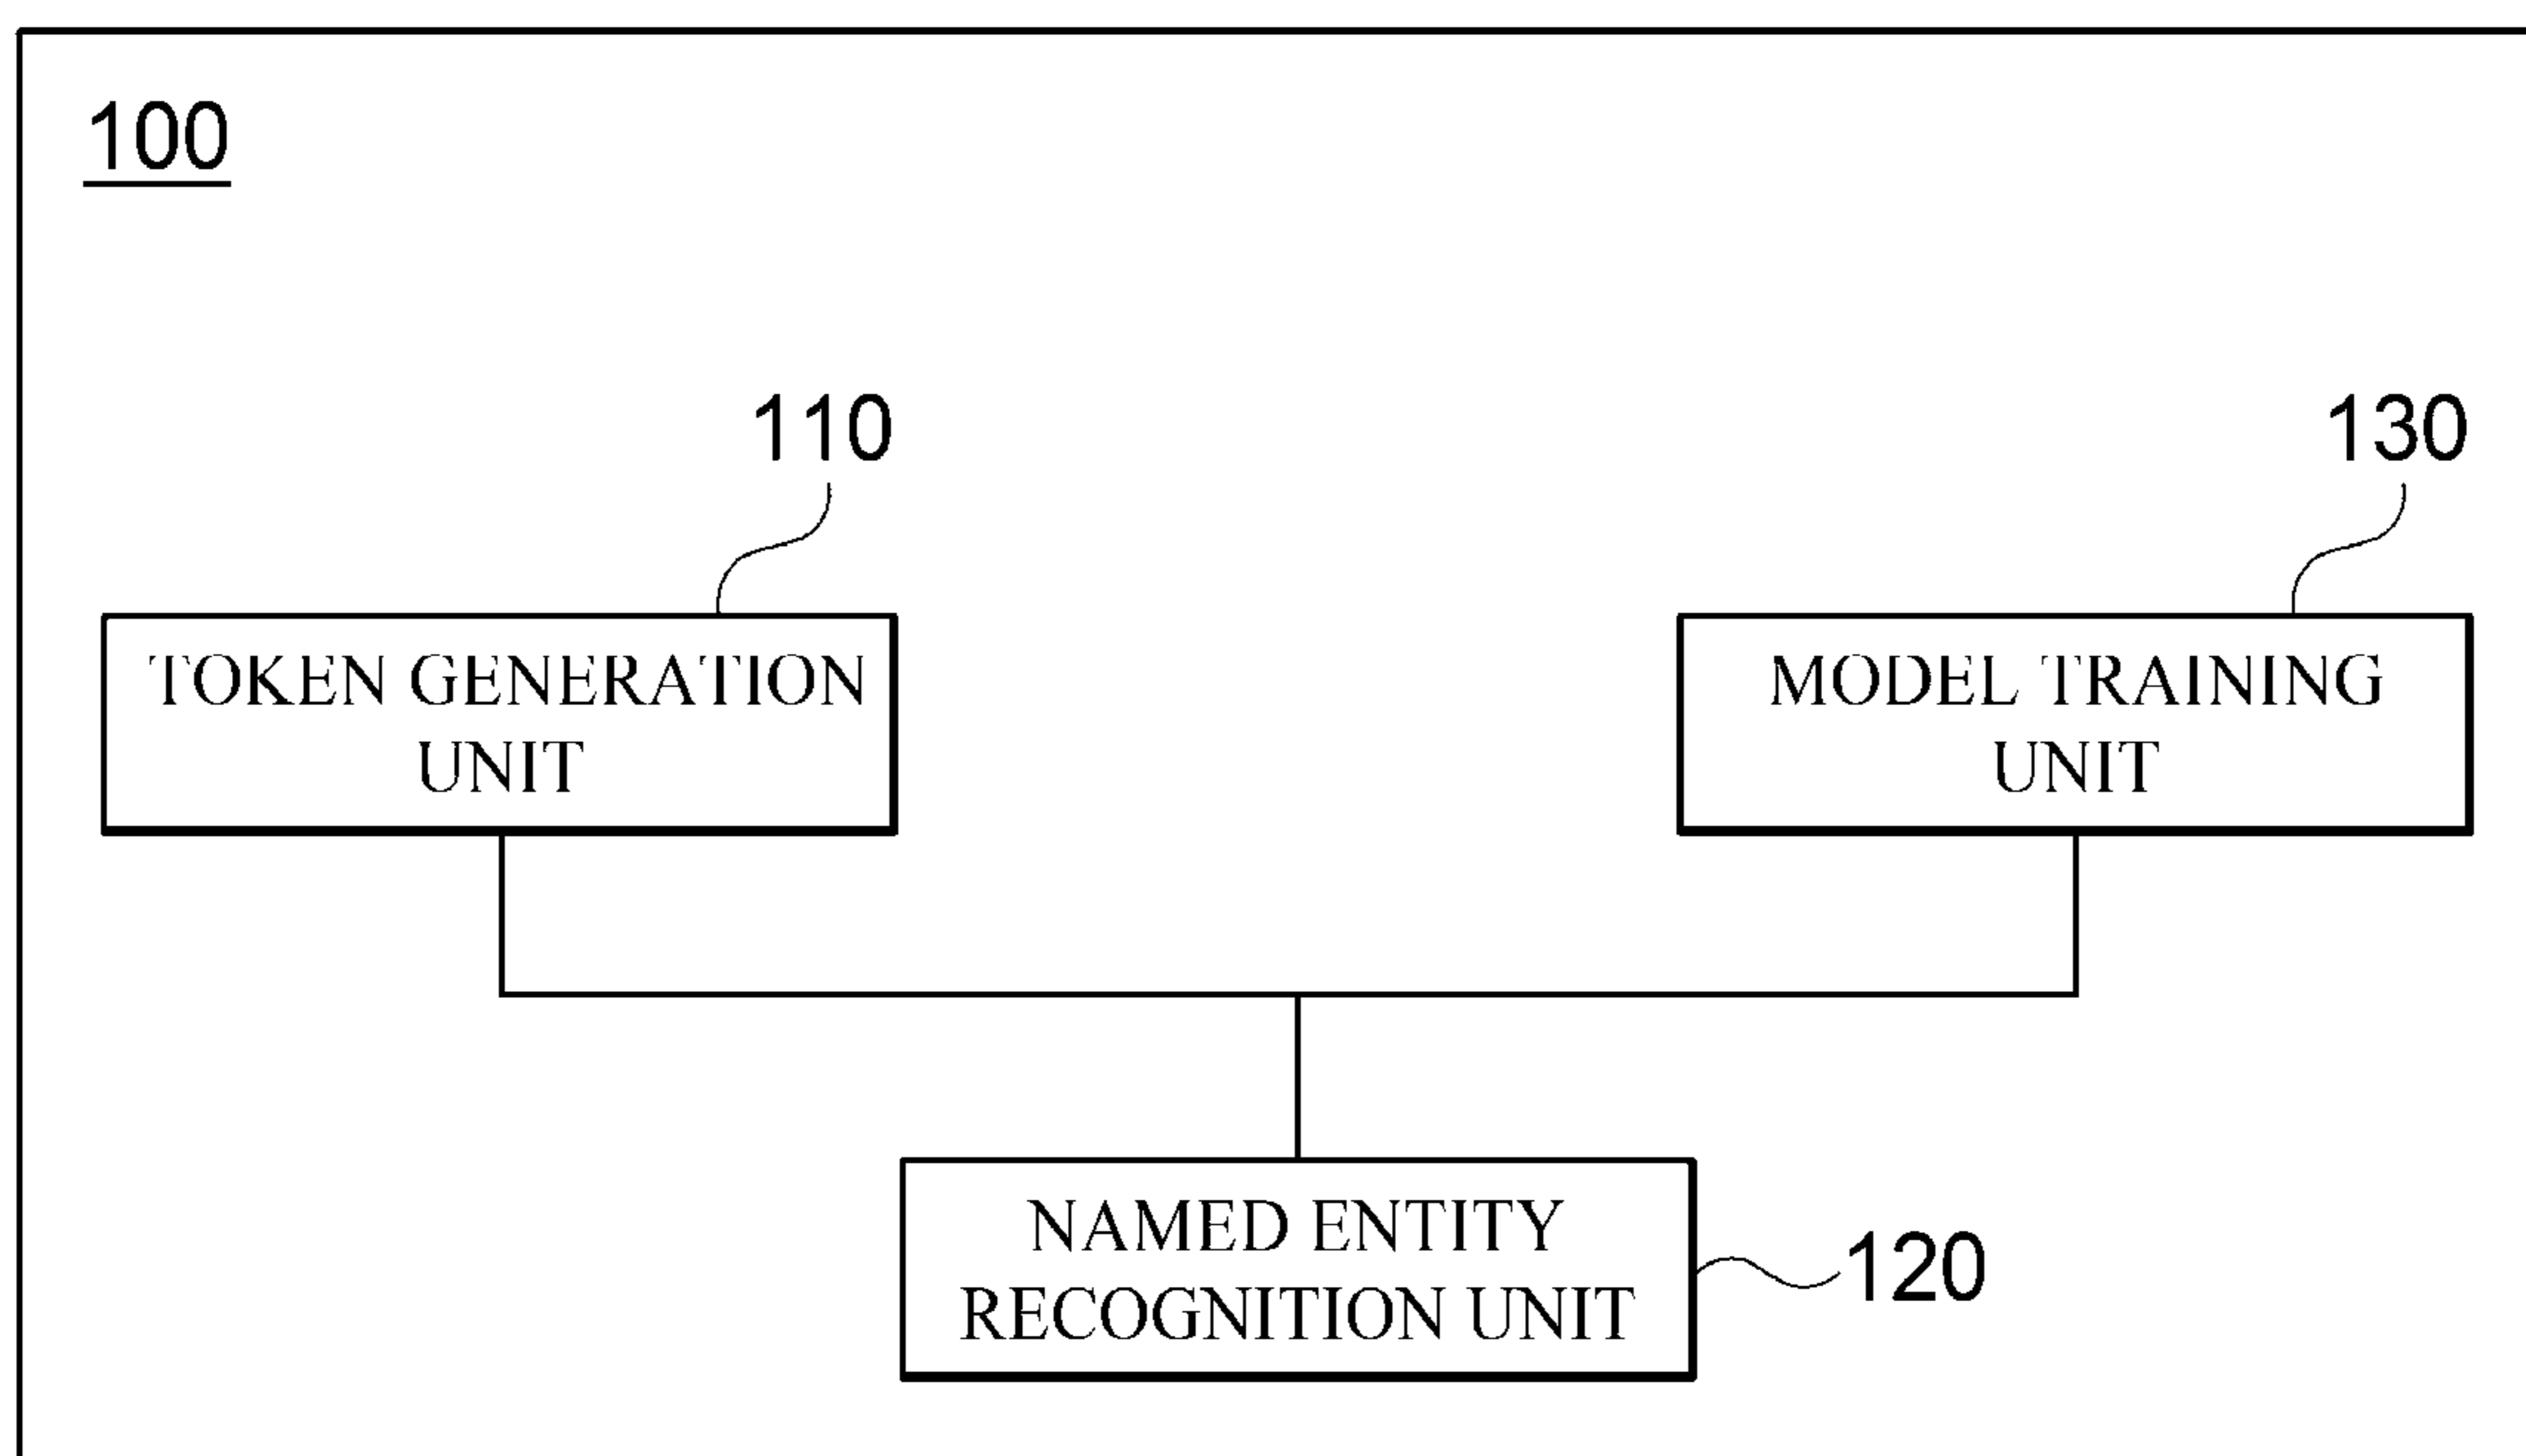 100
110
130
TOKEN GENERATION
UNIT
MODEL TRAINING
UNIT
NAMED ENTITY
RECOGNITION UNIT
120